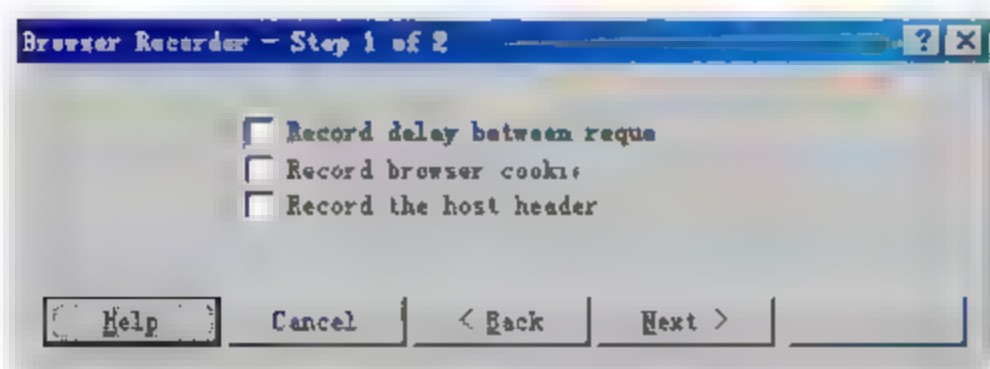 Browser Recorder - Step 1 of 2
Record delay between reque
Record browser cookie
Record the host header
Help
Cancel
< Back
Next >